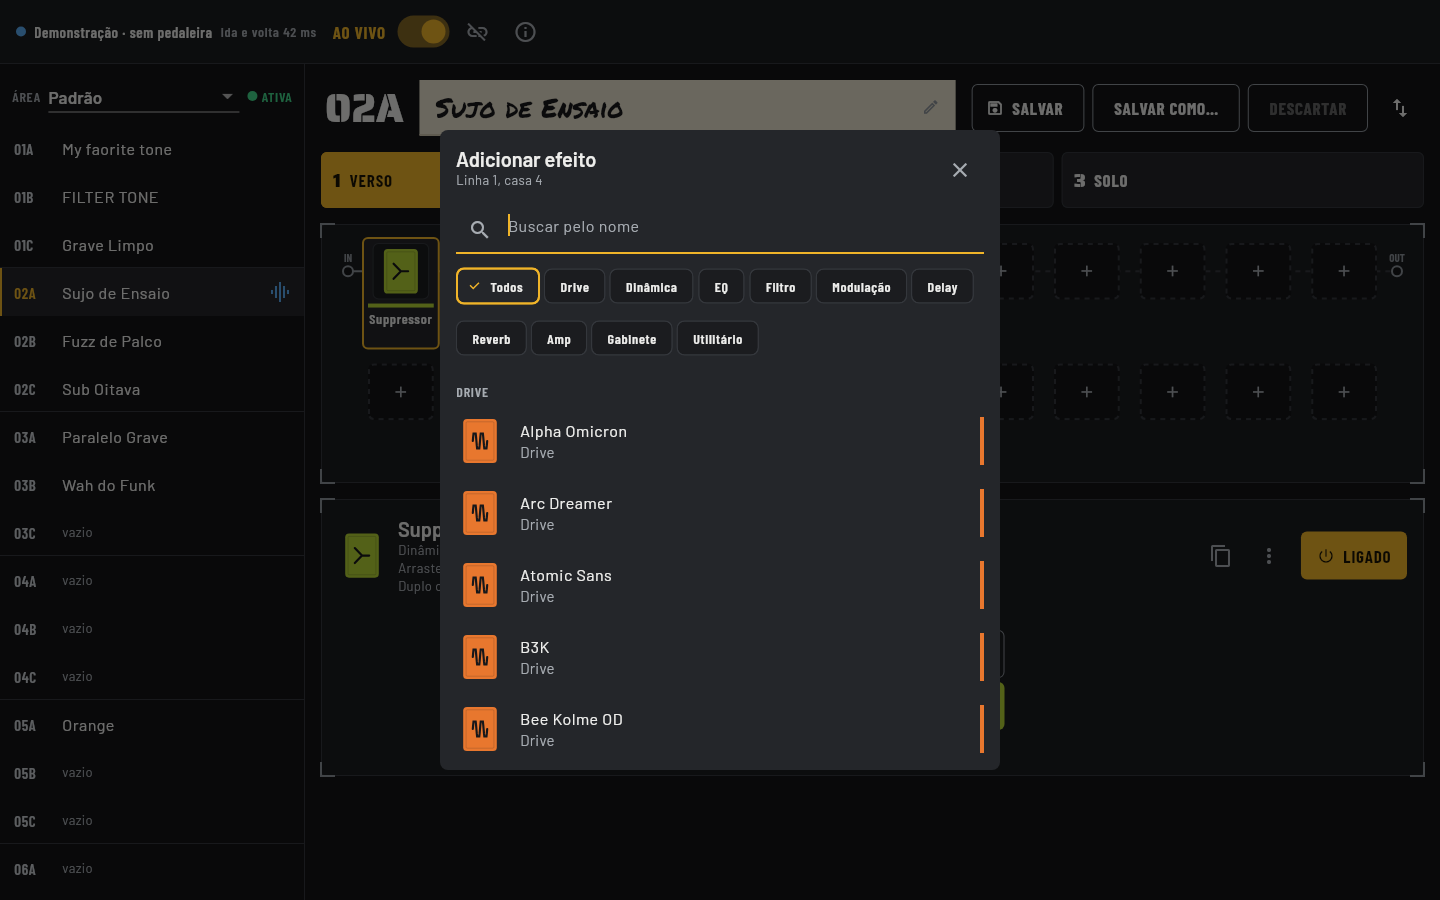 Demonstração · sem pedaleira Ida e volta 42 ms AO VIVO
ÁREA Padrão ATIVA
01A My faorite tone
01B FILTER TONE
01C Grave Limpo
02A Sujo de Ensaio
02B Fuzz de Palco
02C Sub Oitava
03A Paralelo Grave
03B Wah do Funk
03C vazio
04A vazio
04B vazio
04C vazio
05A Orange
05B vazio
05C vazio
06A vazio
02A Sujo de Ensaio SALVAR SALVAR COMO... DESCARTAR
1 VERSO 3 SOLO
IN OUT
Suppressor
Supp
Dinâmi
Arraste
Duplo c
LIGADO
Adicionar efeito
Linha 1, casa 4
Buscar pelo nome
Todos Drive Dinâmica EQ Filtro Modulação Delay
Reverb Amp Gabinete Utilitário
DRIVE
Alpha Omicron
Drive
Arc Dreamer
Drive
Atomic Sans
Drive
B3K
Drive
Bee Kolme OD
Drive